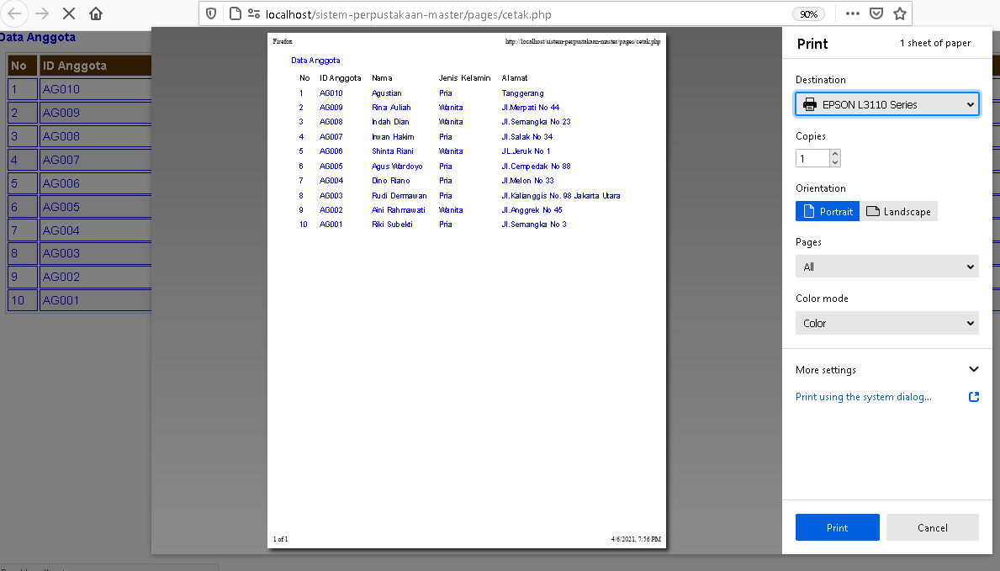 localhost/sistem-perpustakaan-master/pages/cetak.php
90%
Data Anggota
No ID Anggota
1 AG010
2 AG009
3 AG008
4 AG007
5 AG006
6 AG005
7 AG004
8 AG003
9 AG002
10 AG001
Firefox
http://localhost/sistem-perpustakaan-master/pages/cetak.php
Data Anggota
No ID Anggota Nama Jenis Kelamin Alamat
1 AG010 Agustian Pria Tanggerang
2 AG009 Rina Auliah Wanita Jl.Merpati No 44
3 AG008 Indah Dian Wanita Jl.Semangka No 23
4 AG007 Irwan Hakim Pria Jl.Salak No 34
5 AG006 Shinta Riani Wanita JL.Jeruk No 1
6 AG005 Agus Wardoyo Pria Jl.Cempedak No 88
7 AG004 Dino Riano Pria Jl.Melon No 33
8 AG003 Rudi Dermawan Pria Jl.Kalianggis No. 98 Jakarta Utara
9 AG002 Aini Rahmawati Wanita Jl.Anggrek No 45
10 AG001 Riki Subekti Pria Jl.Semangka No 3
1 of 1
4/6/2021, 7:56 PM
Print
1 sheet of paper
Destination
EPSON L3110 Series
Copies
1
Orientation
Portrait
Landscape
Pages
All
Color mode
Color
More settings
Print using the system dialog...
Print
Cancel